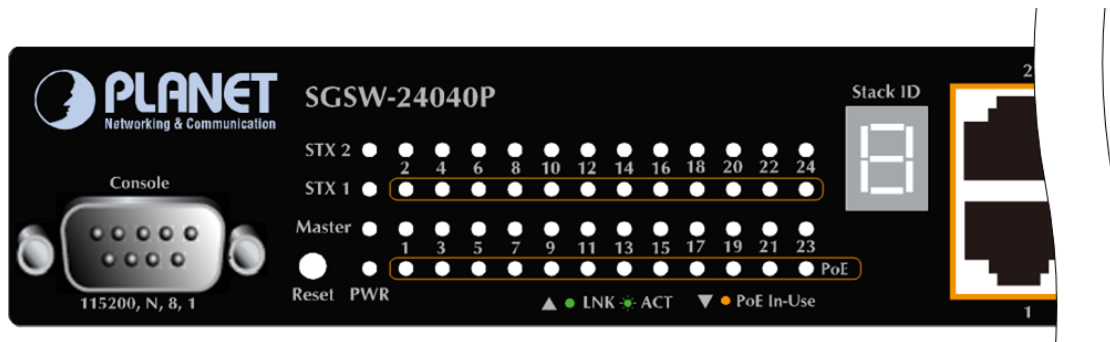 PLANET
Networking & Communication
SGSW-24040P
Stack ID
2
STX 2
2 4 6 8 10 12 14 16 18 20 22 24
STX 1
Console
Master
1 3 5 7 9 11 13 15 17 19 21 23
PoE
Reset PWR
115200, N, 8, 1
▲ LNK ACT ▼ PoE In-Use
1